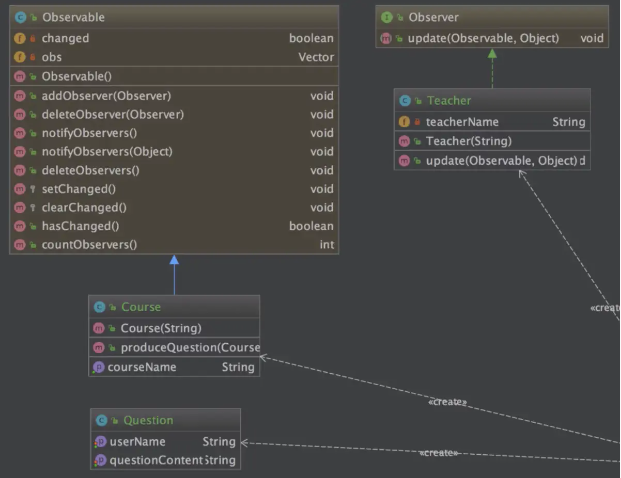 Observable
changed boolean
obs Vector
Observable()
addObserver(Observer) void
deleteObserver(Observer) void
notifyObservers() void
notifyObservers(Object) void
deleteObservers() void
setChanged() void
clearChanged() void
hasChanged() boolean
countObservers() int
Observer
update(Observable, Object) void
Teacher
teacherName String
Teacher(String)
update(Observable, Object) d
Course
Course(String)
produceQuestion(Course
courseName String
Question
userName String
questionContent String
«creat
«create»
«create»